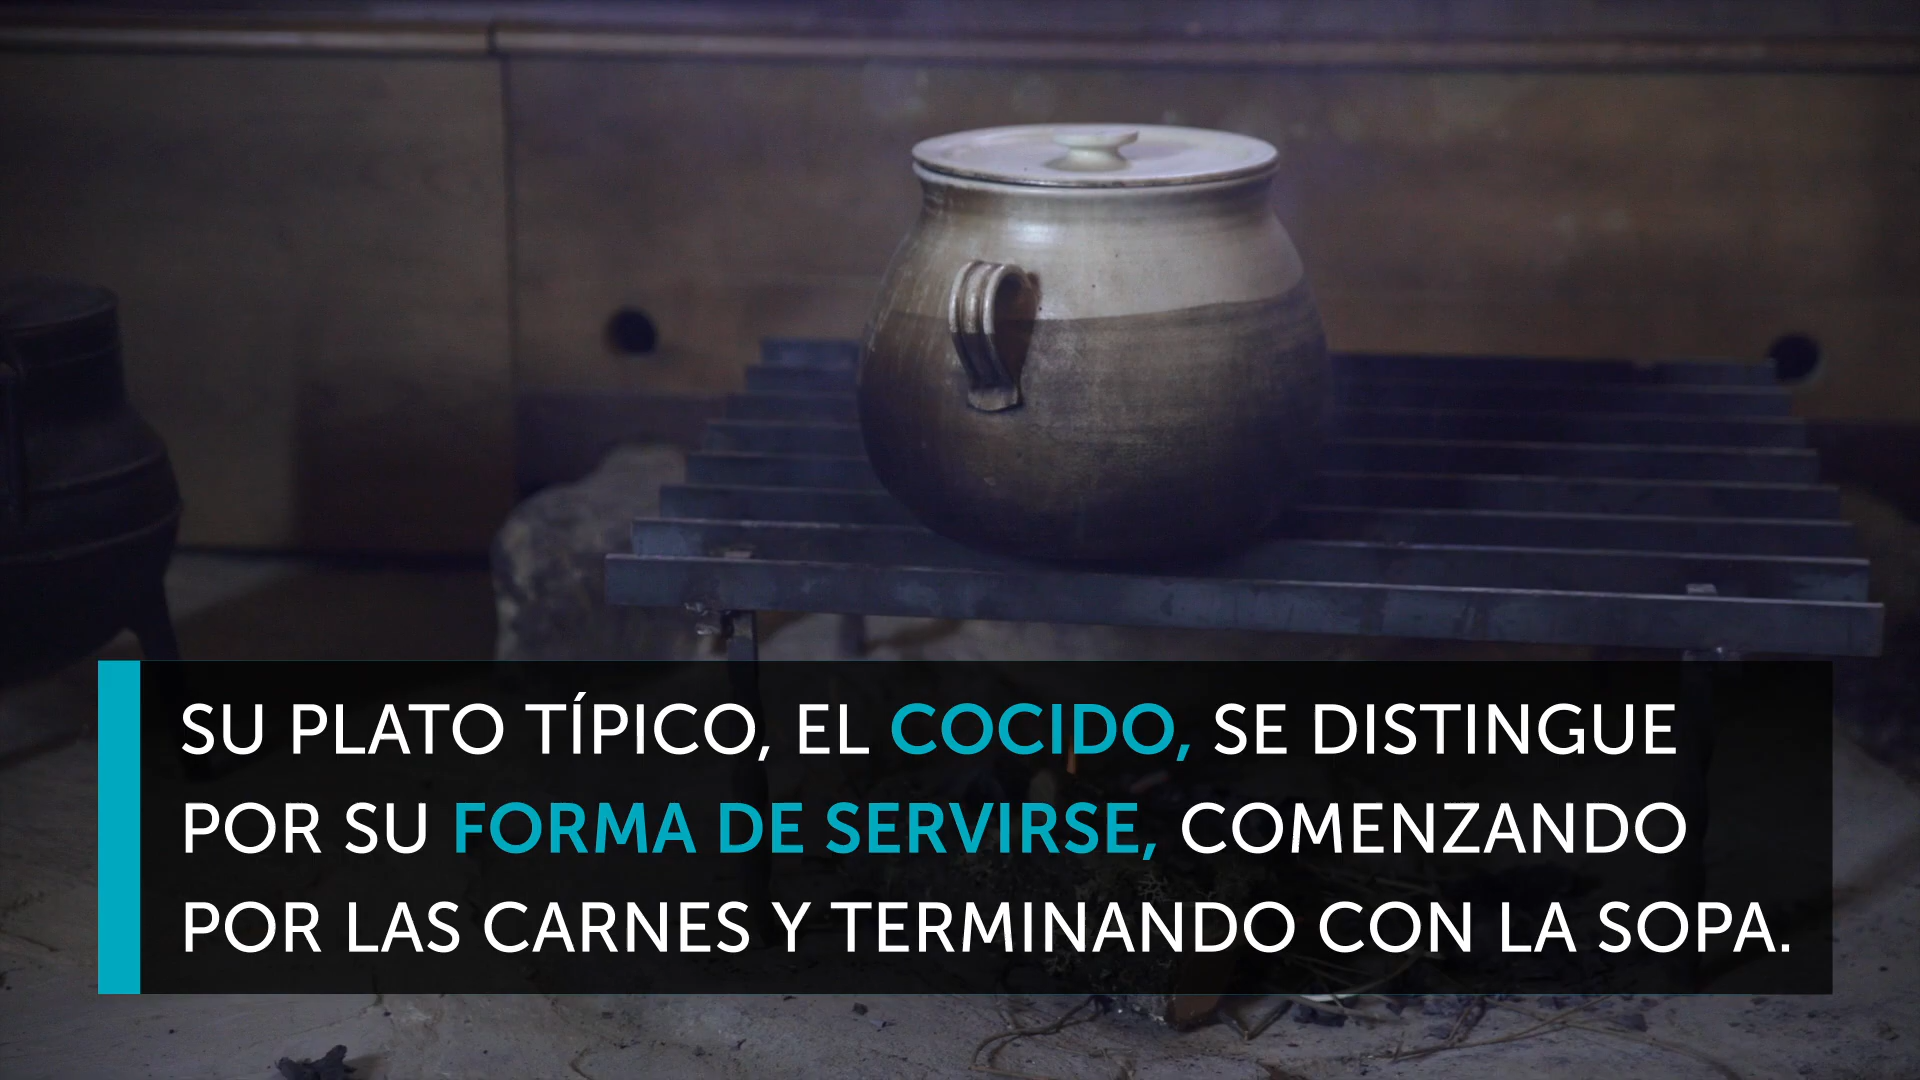 SU PLATO TÍPICO, EL COCIDO, SE DISTINGUE
POR SU FORMA DE SERVIRSE, COMENZANDO
POR LAS CARNES Y TERMINANDO CON LA SOPA.